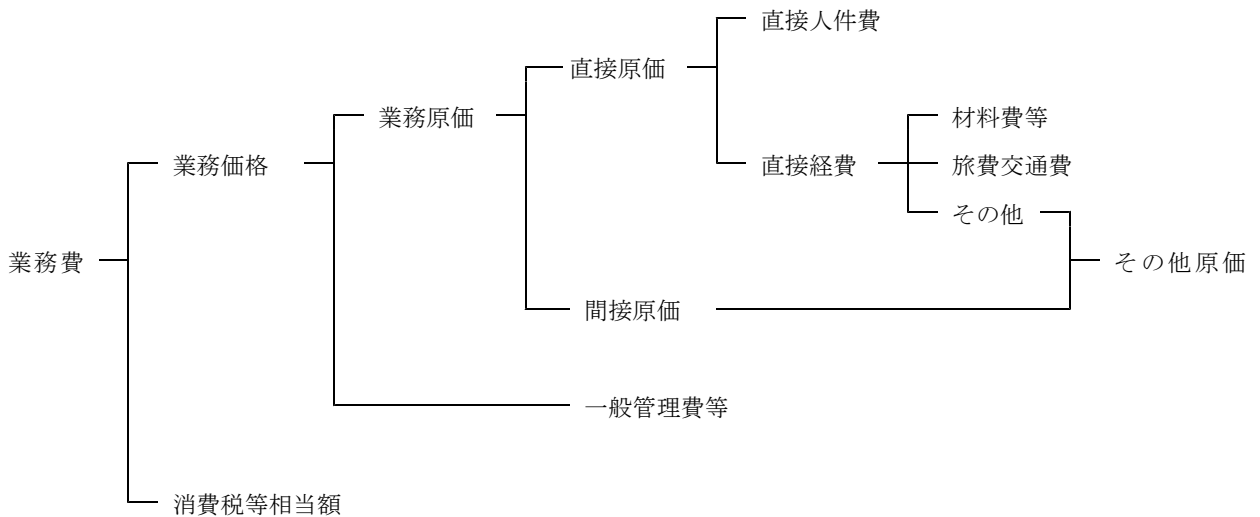 直接人件費
直接原価
業務原価
材料費等
業務価格
直接経費
旅費交通費
その他
業務費
その他原価
間接原価
一般管理費等
消費税等相当額